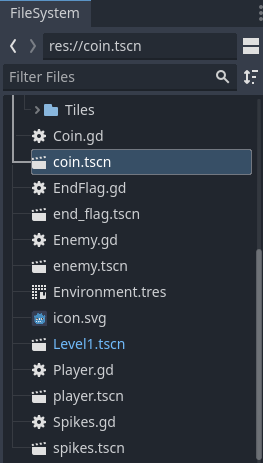 FileSystem
res://coin.tscn
Filter Files
Tiles
Coin.gd
coin.tscn
EndFlag.gd
end_flag.tscn
Enemy.gd
enemy.tscn
Environment.tres
icon.svg
Level1.tscn
Player.gd
player.tscn
Spikes.gd
spikes.tscn